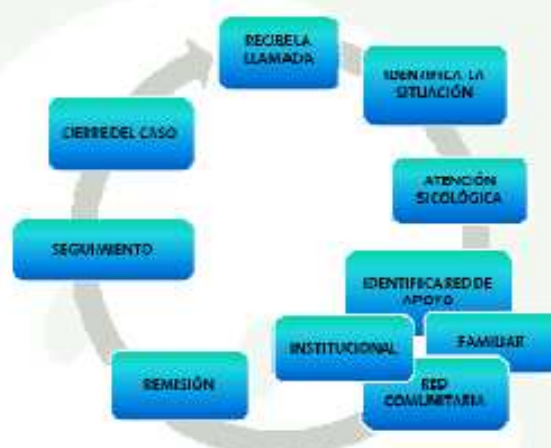 RECIBE LA
LLAMADA
IDENTIFICA LA
SITUACIÓN
ATENCIÓN
SICOLÓGICA
IDENTIFICA RED DE
APOYO
INSTITUCIONAL
FAMILIAR
RED
COMUNITARIA
REMISIÓN
SEGUIMIENTO
CIERRE DEL CASO